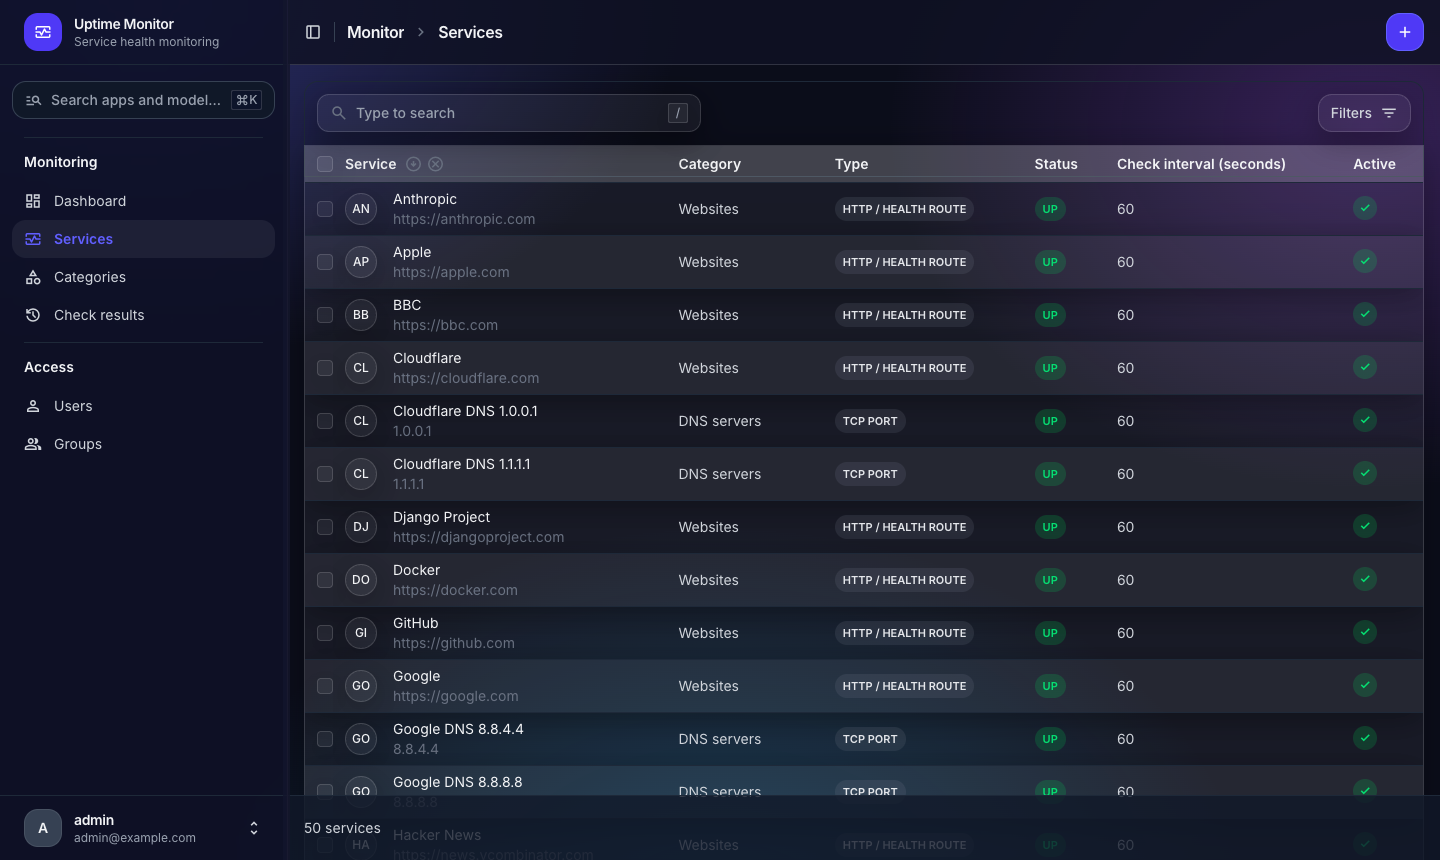 Uptime Monitor
Service health monitoring
Search apps and model... ⌘K
Monitoring
Dashboard
Services
Categories
Check results
Access
Users
Groups
A
admin
admin@example.com
Monitor > Services
+
Type to search /
Filters
Service Category Type Status Check interval (seconds) Active
AN Anthropic Websites HTTP / HEALTH ROUTE UP 60
https://anthropic.com
AP Apple Websites HTTP / HEALTH ROUTE UP 60
https://apple.com
BB BBC Websites HTTP / HEALTH ROUTE UP 60
https://bbc.com
CL Cloudflare Websites HTTP / HEALTH ROUTE UP 60
https://cloudflare.com
CL Cloudflare DNS 1.0.0.1 DNS servers TCP PORT UP 60
1.0.0.1
CL Cloudflare DNS 1.1.1.1 DNS servers TCP PORT UP 60
1.1.1.1
DJ Django Project Websites HTTP / HEALTH ROUTE UP 60
https://djangoproject.com
DO Docker Websites HTTP / HEALTH ROUTE UP 60
https://docker.com
GI GitHub Websites HTTP / HEALTH ROUTE UP 60
https://github.com
GO Google Websites HTTP / HEALTH ROUTE UP 60
https://google.com
GO Google DNS 8.8.4.4 DNS servers TCP PORT UP 60
8.8.4.4
GO Google DNS 8.8.8.8 DNS servers TCP PORT UP 60
8.8.8.8
50 services
HA Hacker News Websites HTTP / HEALTH ROUTE UP 60
https://news.ycombinator.com